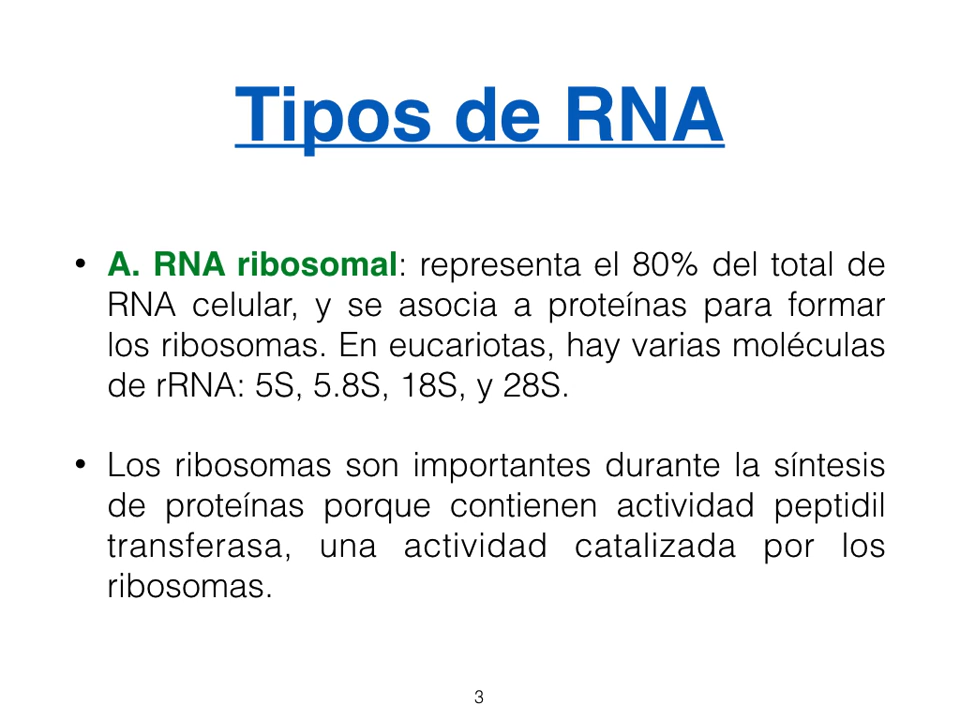 Tipos de RNA
• A. RNA ribosomal: representa el 80% del total de
RNA celular, y se asocia a proteínas para formar
los ribosomas. En eucariotas, hay varias moléculas
de rRNA: 5S, 5.8S, 18S, y 28S.
• Los ribosomas son importantes durante la síntesis
de proteínas porque contienen actividad peptidil
transferasa, una actividad catalizada por los
ribosomas.
3